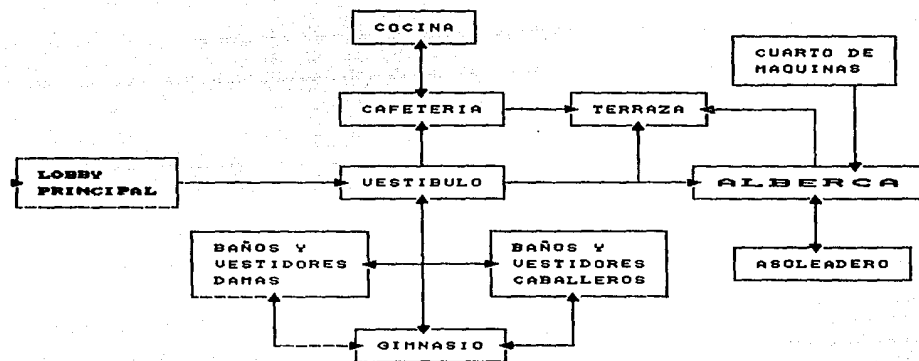 COCINA
CUARTO DE
MAQUINAS
CAFETERIA
TERRAZA
LOBBY
PRINCIPAL
VESTIBULO
ALBERCA
BAÑOS Y
VESTIDORES
DAMAS
BAÑOS Y
VESTIDORES
CABALLEROS
ASOLEADERO
GIMNASIO